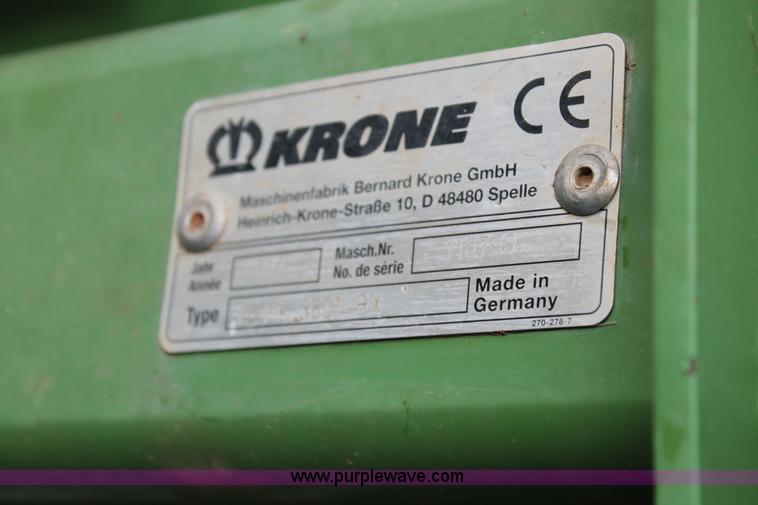 KRONE CE
Maschinenfabrik Bernard Krone GmbH
Heinrich-Krone-Straße 10, D 48480 Spelle
Jahr
Année
Masch.Nr.
No. de série
Type
Made in
Germany
270-278-7
www.purplewave.com